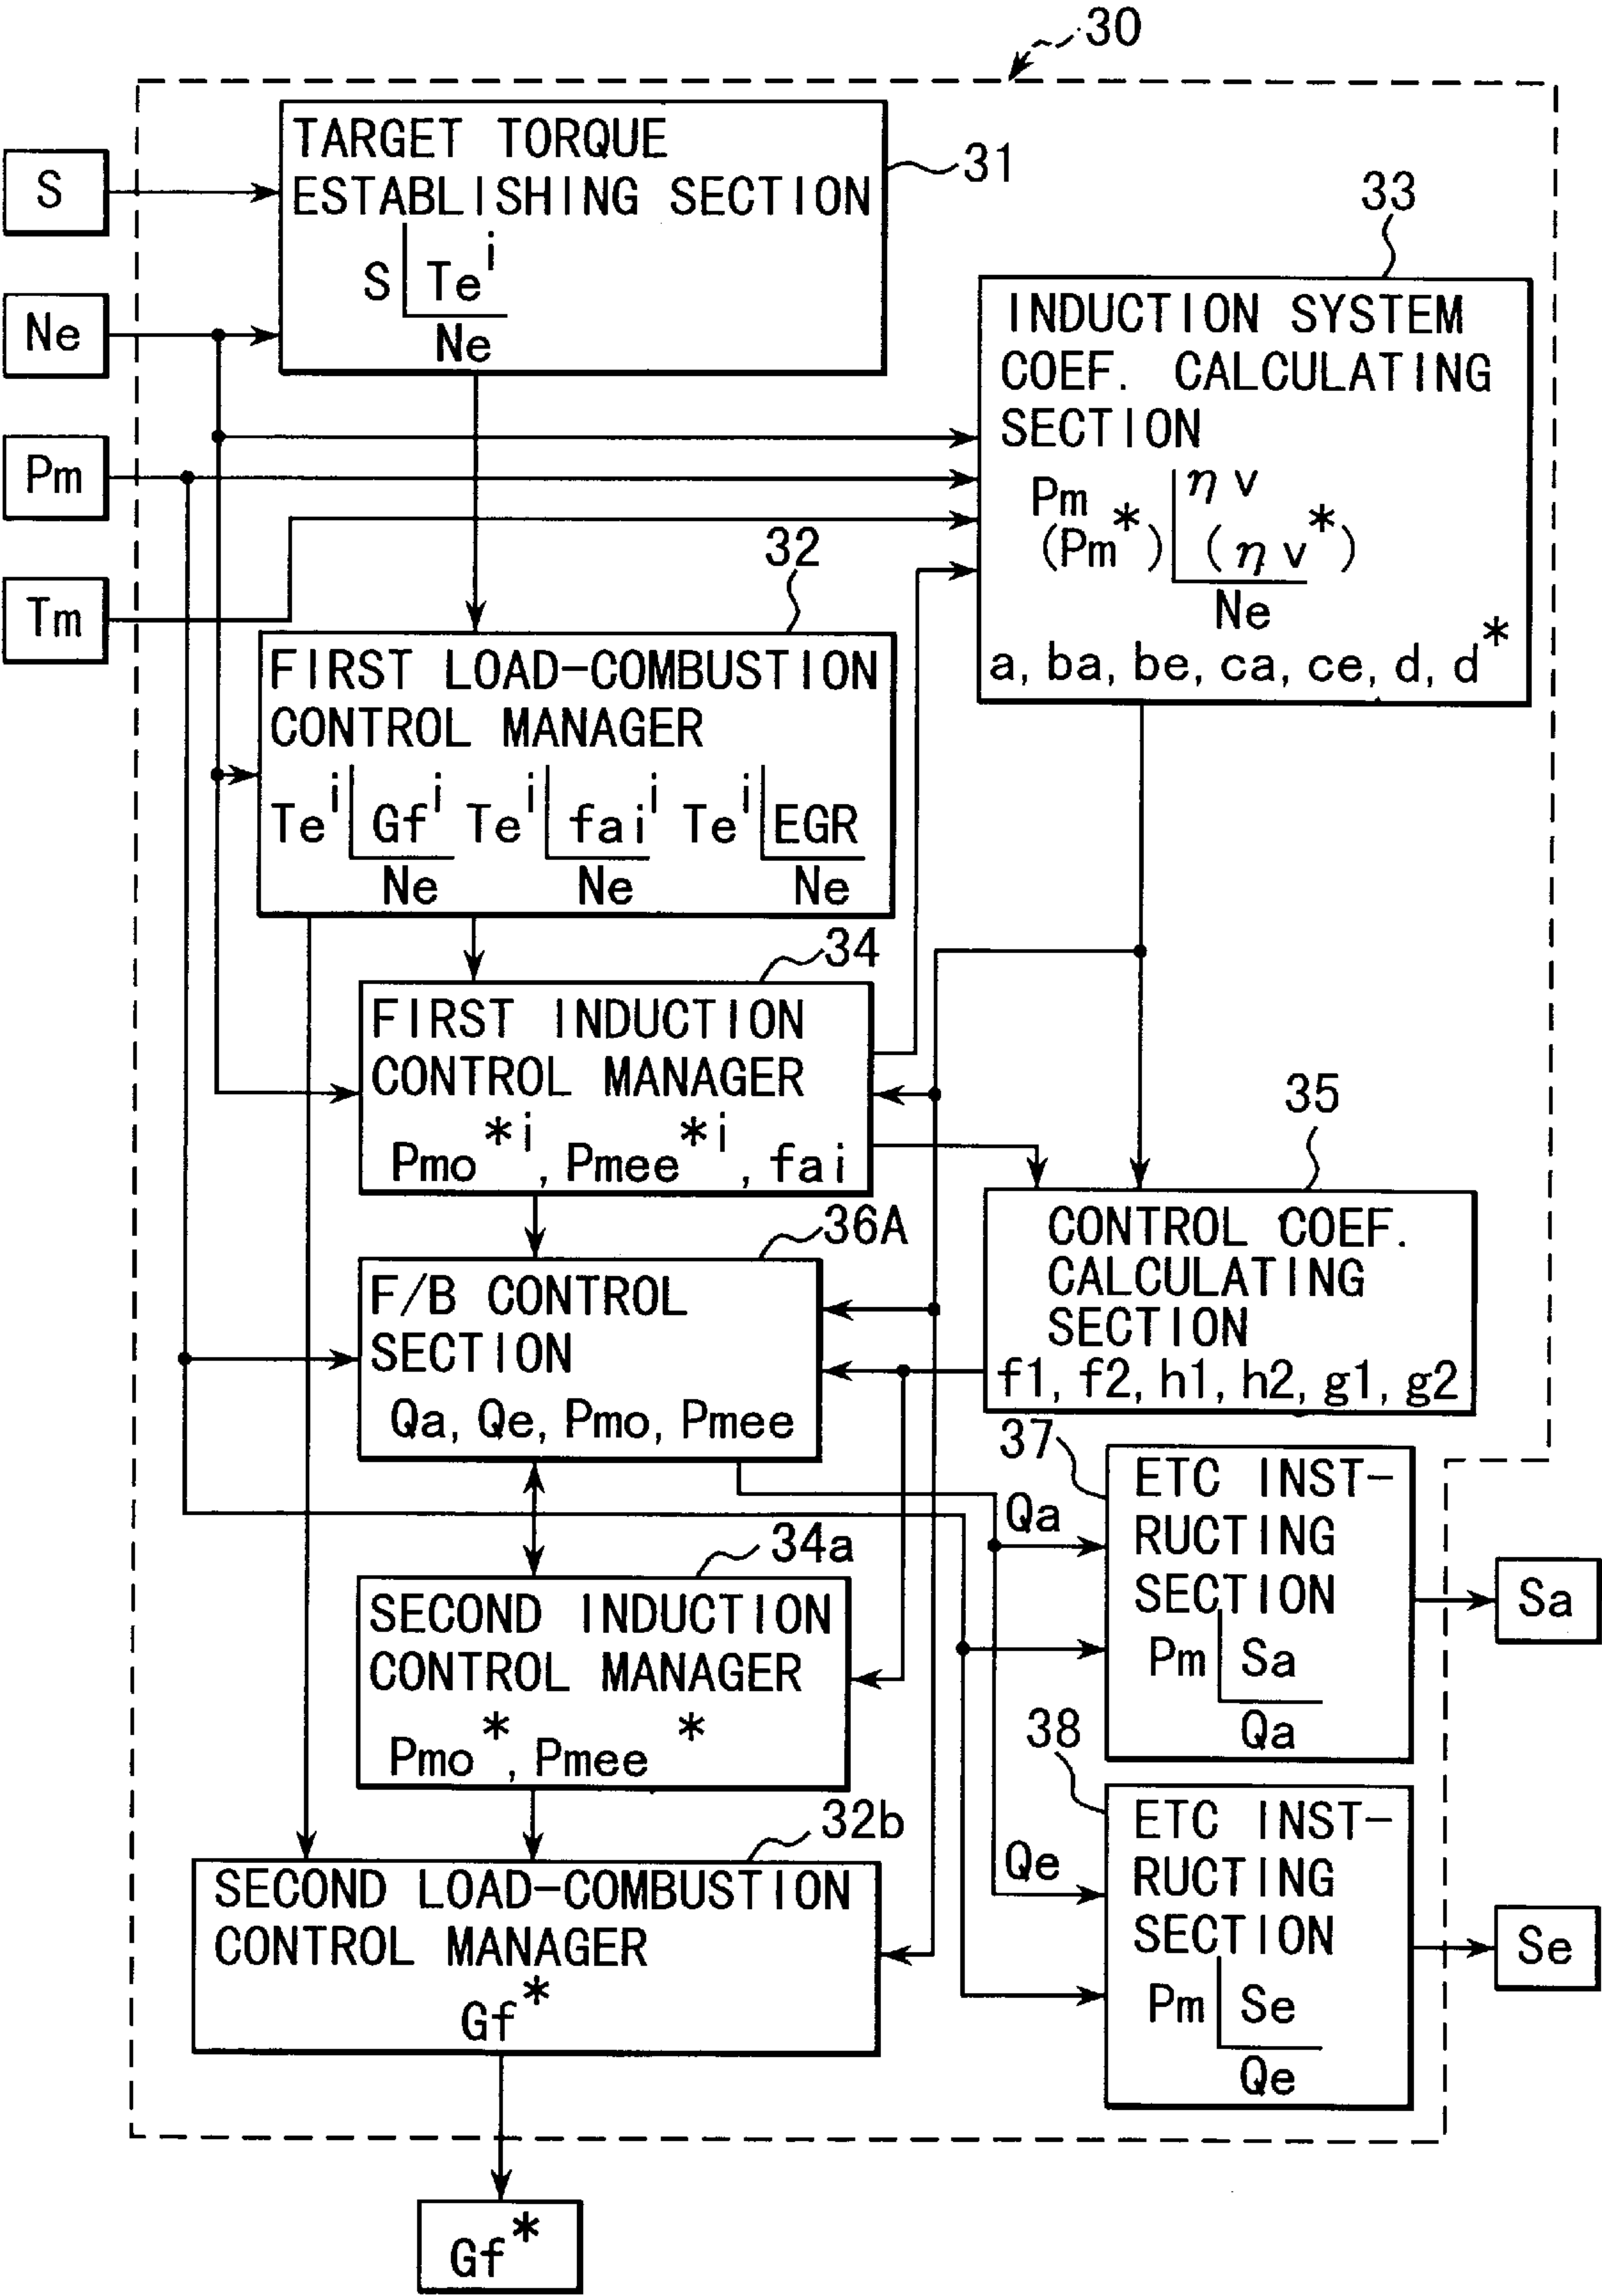 30
S
Ne
Pm
Tm
TARGET TORQUE
ESTABLISHING SECTION
S Te^i
Ne
31
33
INDUCTION SYSTEM
COEF. CALCULATING
SECTION
Pm ηv
(Pm*) (ηv*)
Ne
a, ba, be, ca, ce, d, d*
32
FIRST LOAD-COMBUSTION
CONTROL MANAGER
Te^i Gf^i Te^i fai^i Te^i EGR
Ne Ne Ne
34
FIRST INDUCTION
CONTROL MANAGER
Pmo*^i, Pmee*^i, fai
35
CONTROL COEF.
CALCULATING
SECTION
f1, f2, h1, h2, g1, g2
36A
F/B CONTROL
SECTION
Qa, Qe, Pmo, Pmee
37
Qa
ETC INST-
RUCTING
SECTION
Pm Sa
Qa
Sa
34a
SECOND INDUCTION
CONTROL MANAGER
Pmo*, Pmee*
38
Qe
ETC INST-
RUCTING
SECTION
Pm Se
Qe
Se
32b
SECOND LOAD-COMBUSTION
CONTROL MANAGER
Gf*
Gf*